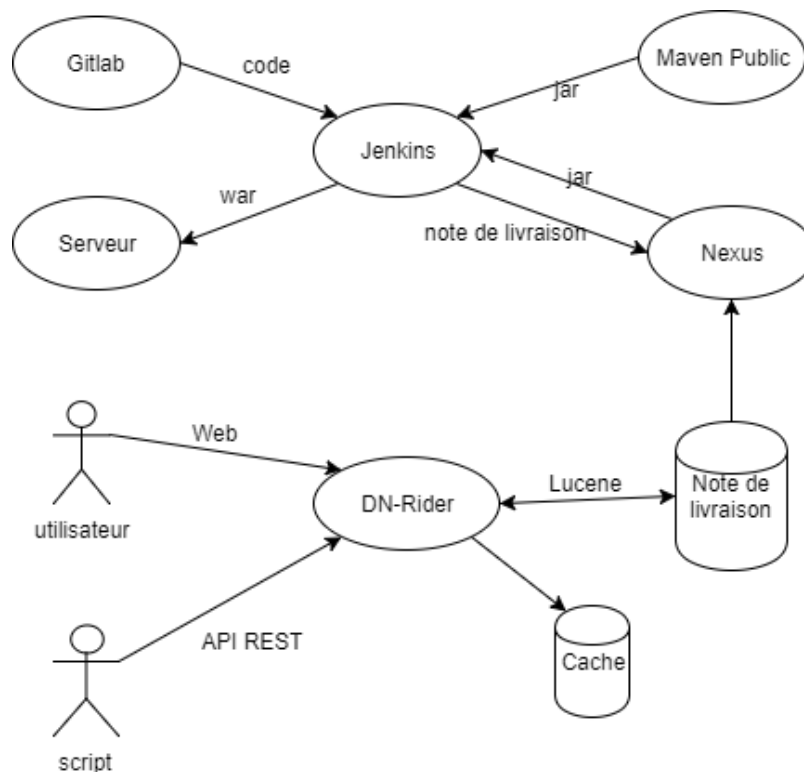 Gitlab
code
Maven Public
jar
Jenkins
jar
war
note de livraison
Serveur
Nexus
Web
utilisateur
DN-Rider
Lucene
Note de
livraison
API REST
Cache
script